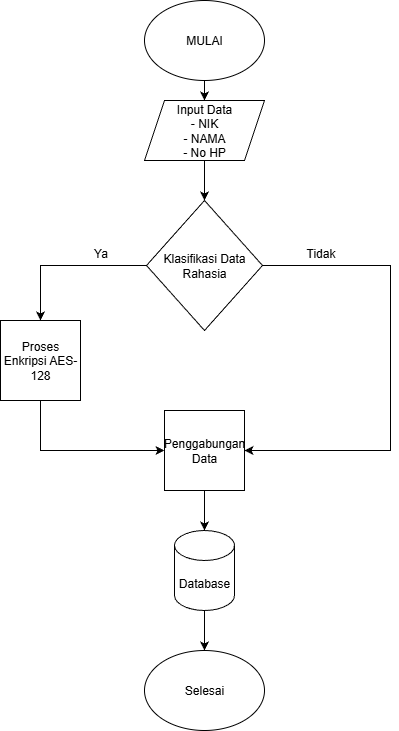 MULAI
Input Data
- NIK
- NAMA
- No HP
Klasifikasi Data
Rahasia
Ya
Tidak
Proses
Enkripsi AES-
128
Penggabungan
Data
Database
Selesai